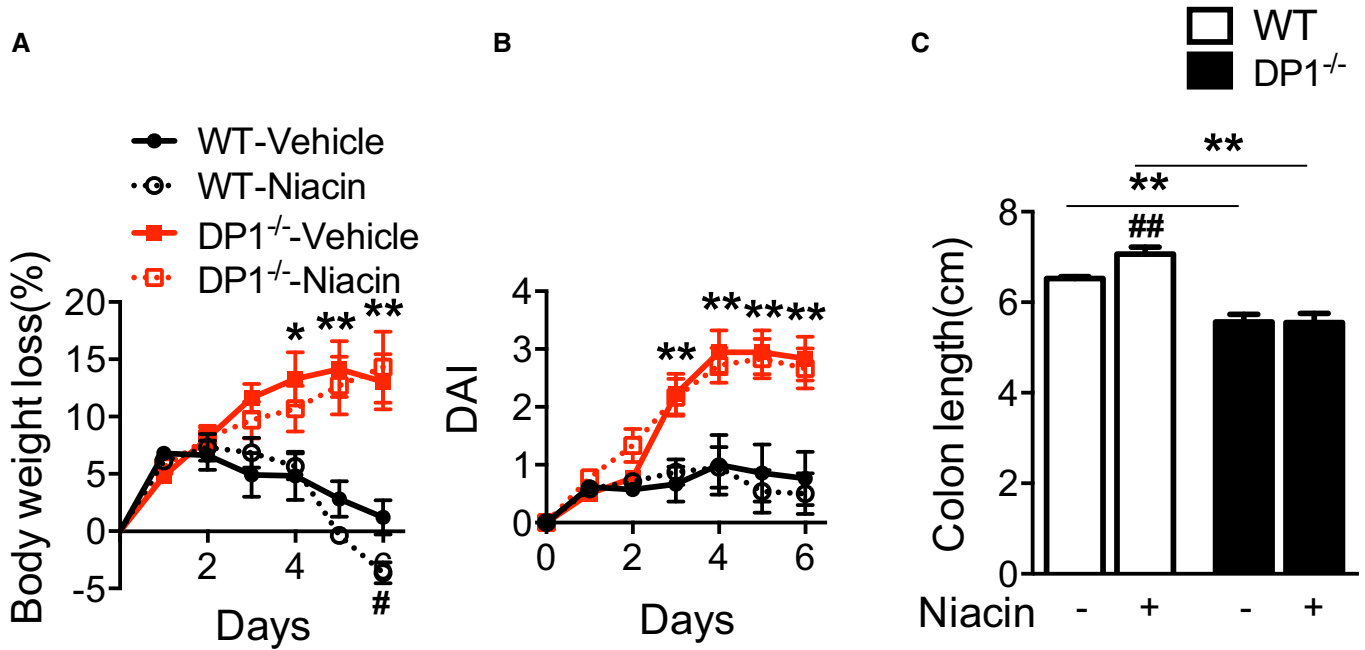 A
B
C
WT
DP1-/-
WT-Vehicle
WT-Niacin
DP1-/--Vehicle
DP1-/--Niacin
Body weight loss(%)
20
15
10
5
0
-5
2
4
6
* ** **
#
Days
DAI
4
3
2
1
0
0
2
4
6
** ** ** **
Days
Colon length(cm)
8
6
4
2
0
**
**
##
Niacin - + - +